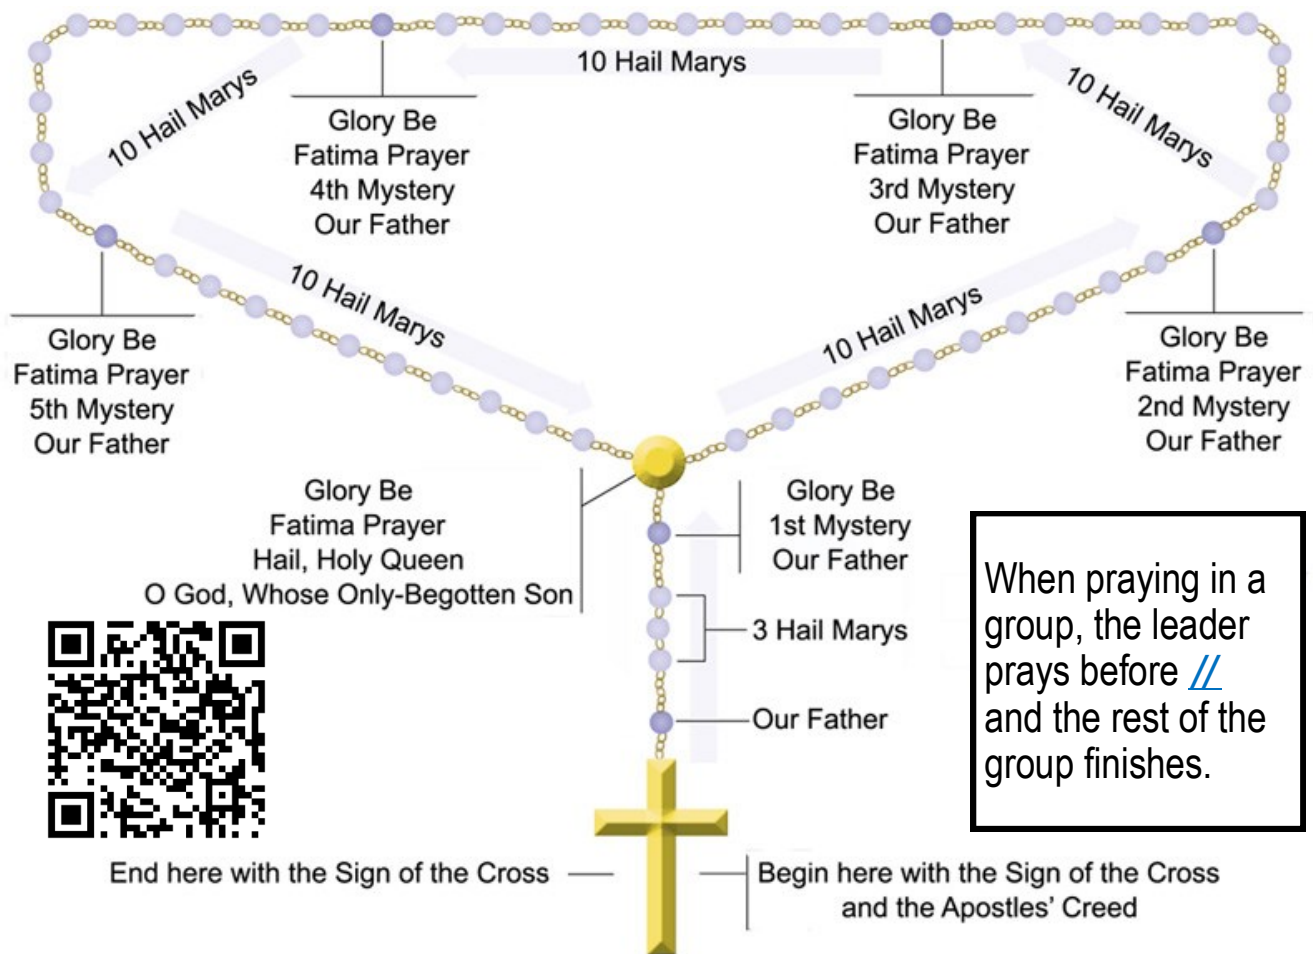 10 Hail Marys
10 Hail Marys
10 Hail Marys
Glory Be
Fatima Prayer
4th Mystery
Our Father
Glory Be
Fatima Prayer
3rd Mystery
Our Father
10 Hail Marys
10 Hail Marys
Glory Be
Fatima Prayer
5th Mystery
Our Father
Glory Be
Fatima Prayer
2nd Mystery
Our Father
Glory Be
Fatima Prayer
Hail, Holy Queen
O God, Whose Only-Begotten Son
Glory Be
1st Mystery
Our Father
3 Hail Marys
Our Father
When praying in a
group, the leader
prays before //
and the rest of the
group finishes.
End here with the Sign of the Cross
Begin here with the Sign of the Cross
and the Apostles’ Creed